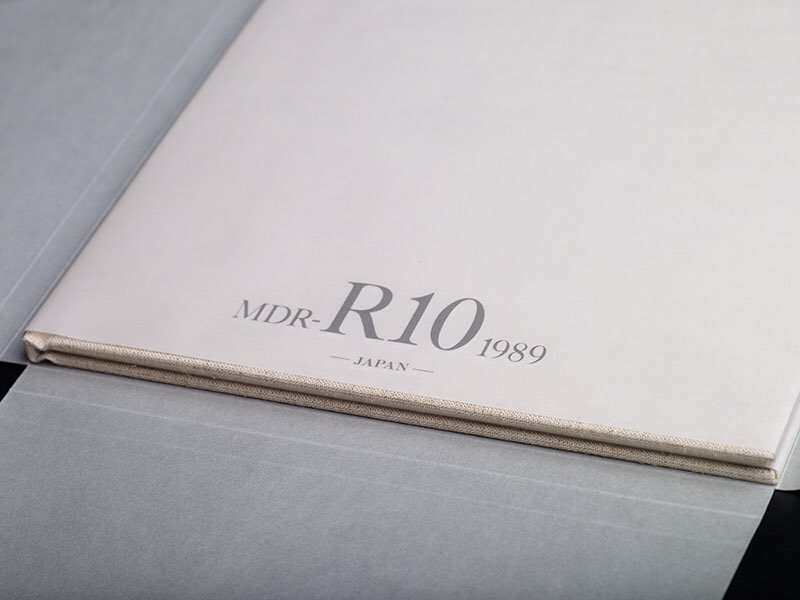 MDR-R10 1989
— JAPAN —